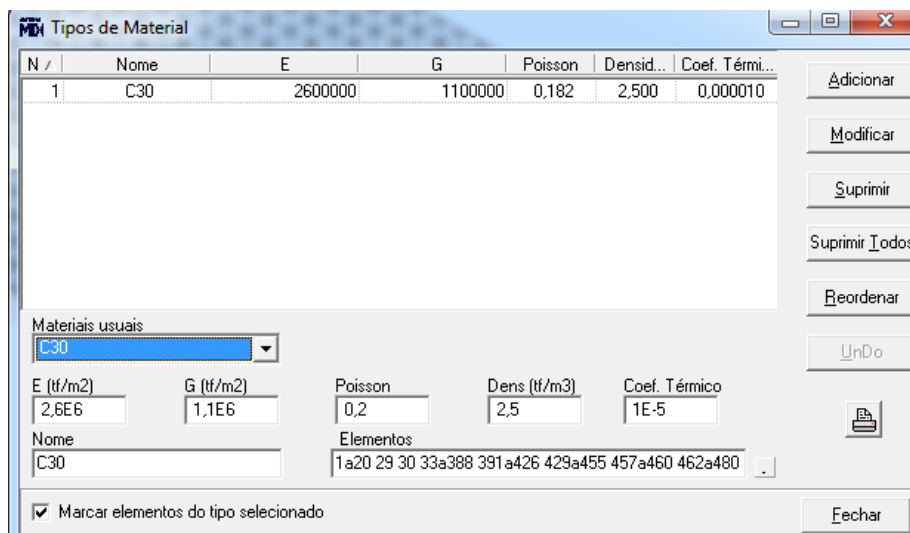 Tipos de Material
N Nome E G Poisson Densid... Coef. Térmi...
1 C30 2600000 1100000 0,182 2,500 0,000010
Adicionar
Modificar
Suprimir
Suprimir Todos
Reordenar
UnDo
Materiais usuais
C30
E (tf/m2) G (tf/m2) Poisson Dens (tf/m3) Coef. Térmico
2,6E6 1,1E6 0,2 2,5 1E-5
Nome Elementos
C30 1a20 29 30 33a388 391a426 429a455 457a460 462a480 .
Marcar elementos do tipo selecionado
Fechar